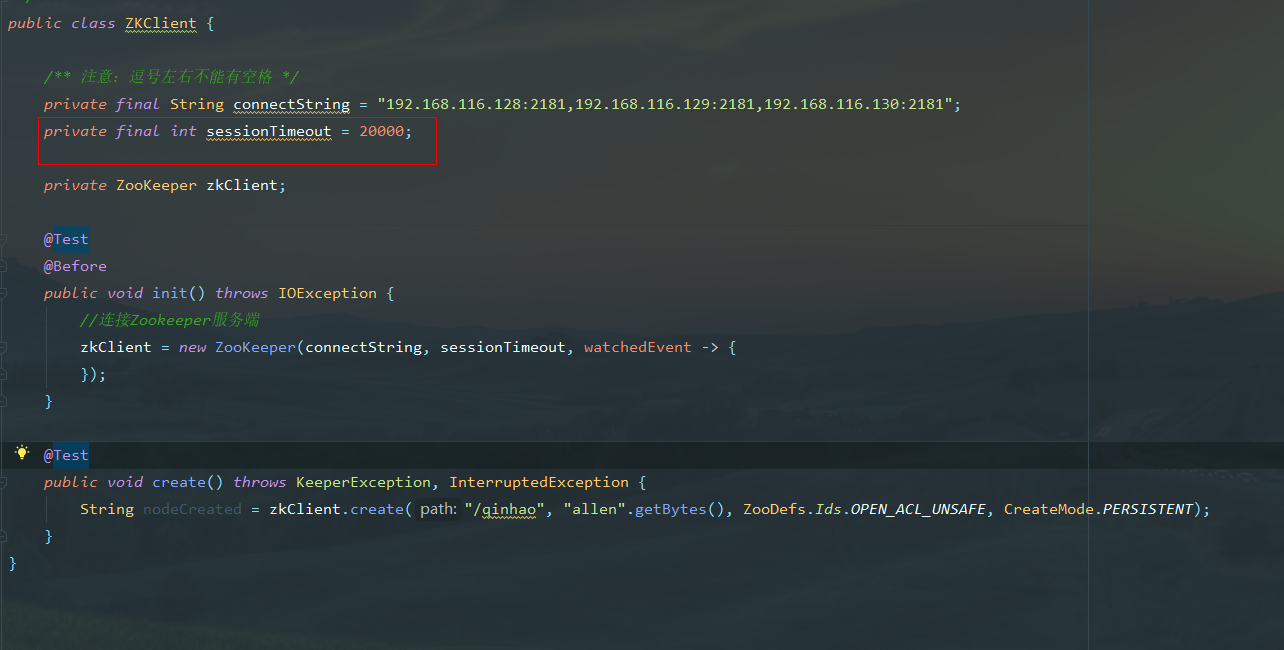 public class ZKClient {
/** 注意：逗号左右不能有空格 */
private final String connectString = "192.168.116.128:2181,192.168.116.129:2181,192.168.116.130:2181";
private final int sessionTimeout = 20000;
private ZooKeeper zkClient;
@Test
@Before
public void init() throws IOException {
//连接Zookeeper服务端
zkClient = new ZooKeeper(connectString, sessionTimeout, watchedEvent -> {
});
}
@Test
public void create() throws KeeperException, InterruptedException {
String nodeCreated = zkClient.create( path: "/qinhao", "allen".getBytes(), ZooDefs.Ids.OPEN_ACL_UNSAFE, CreateMode.PERSISTENT);
}
}